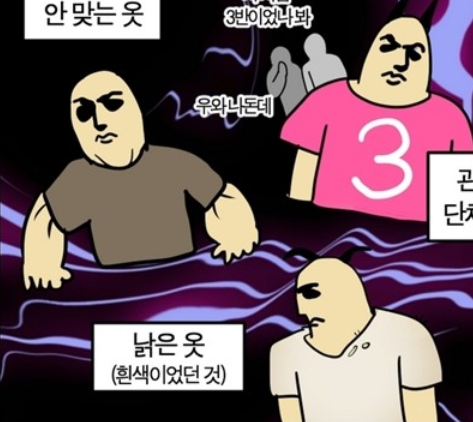 안 맞는 옷
3반이었나 봐
우와 나돈데
3
낡은 옷
(흰색이었던 것)